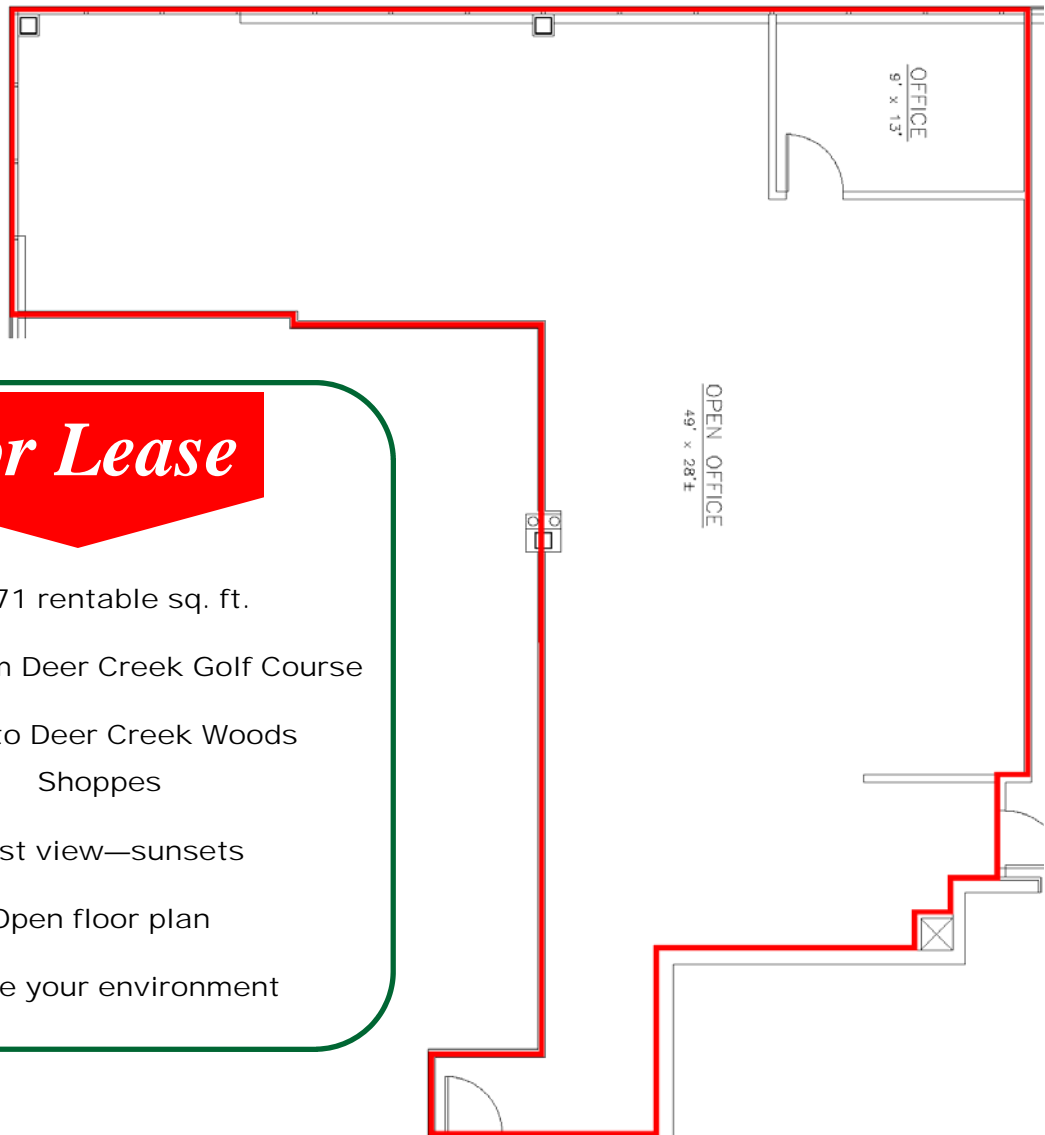 OFFICE
9' x 13'
OPEN OFFICE
49' x 28'±
or Lease
71 rentable sq. ft.
Deer Creek Golf Course
to Deer Creek Woods
Shoppes
st view—sunsets
Open floor plan
e your environment